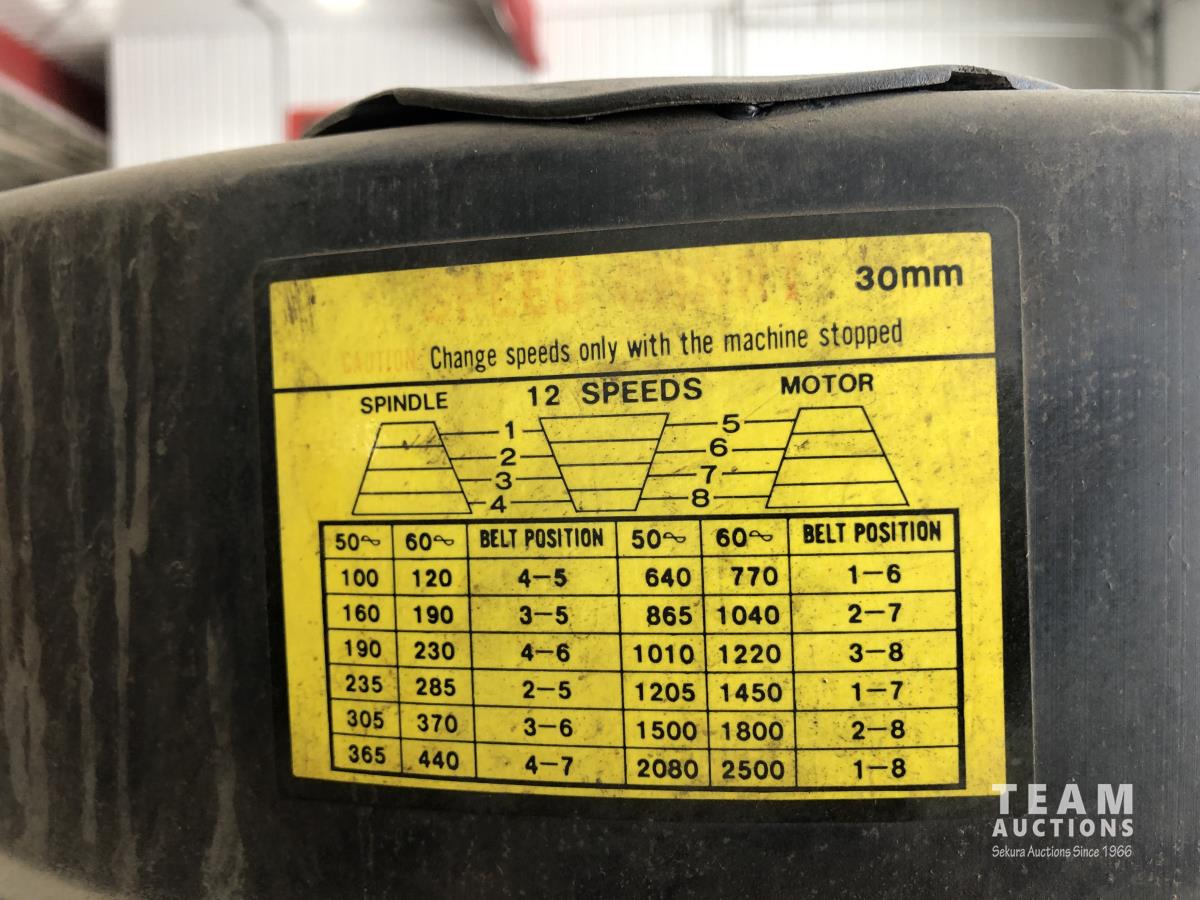 SPEED CHART 30mm
CAUTION: Change speeds only with the machine stopped
SPINDLE 12 SPEEDS MOTOR
1 5
2 6
3 7
4 8
50~ 60~ BELT POSITION 50~ 60~ BELT POSITION
100 120 4-5 640 770 1-6
160 190 3-5 865 1040 2-7
190 230 4-6 1010 1220 3-8
235 285 2-5 1205 1450 1-7
305 370 3-6 1500 1800 2-8
365 440 4-7 2080 2500 1-8
TEAM
AUCTIONS
Sekura Auctions Since 1966